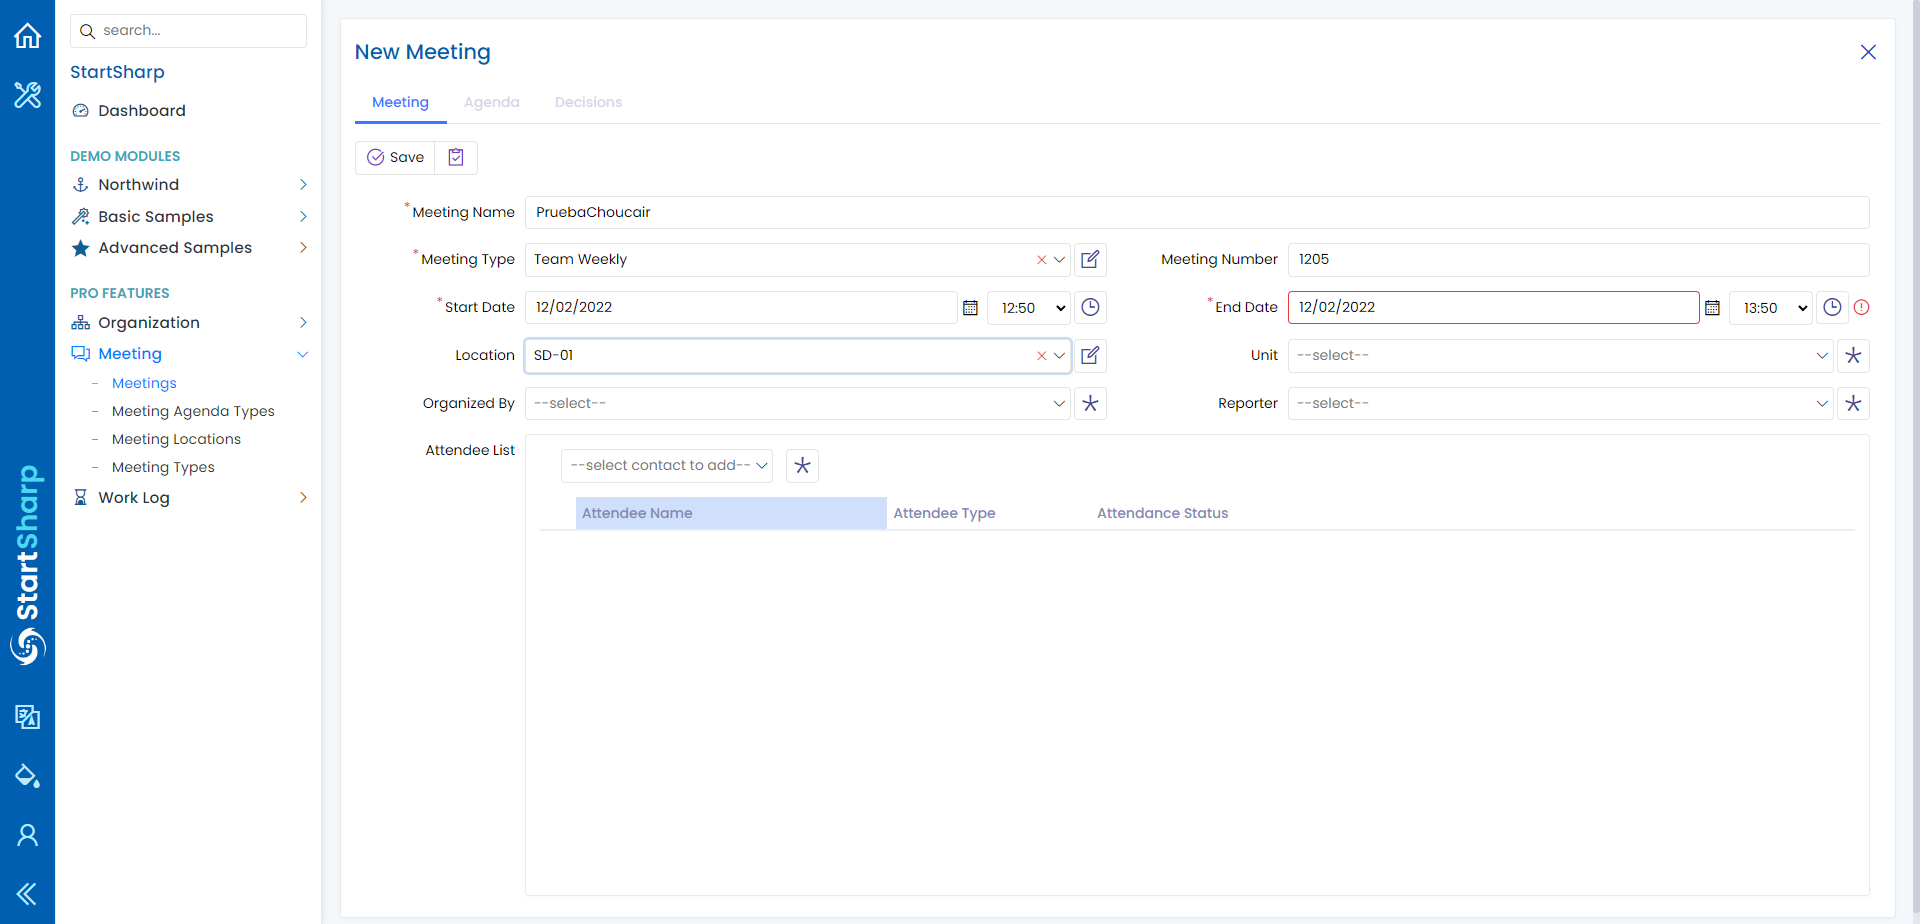 search...
StartSharp
Dashboard
DEMO MODULES
Northwind
Basic Samples
Advanced Samples
PRO FEATURES
Organization
Meeting
- Meetings
- Meeting Agenda Types
- Meeting Locations
- Meeting Types
Work Log
StartSharp
New Meeting
Meeting Agenda Decisions
Save
*Meeting Name PruebaChoucair
*Meeting Type Team Weekly Meeting Number 1205
*Start Date 12/02/2022 12:50 *End Date 12/02/2022 13:50
Location SD-01 Unit --select--
Organized By --select-- Reporter --select--
Attendee List
--select contact to add--
Attendee Name Attendee Type Attendance Status